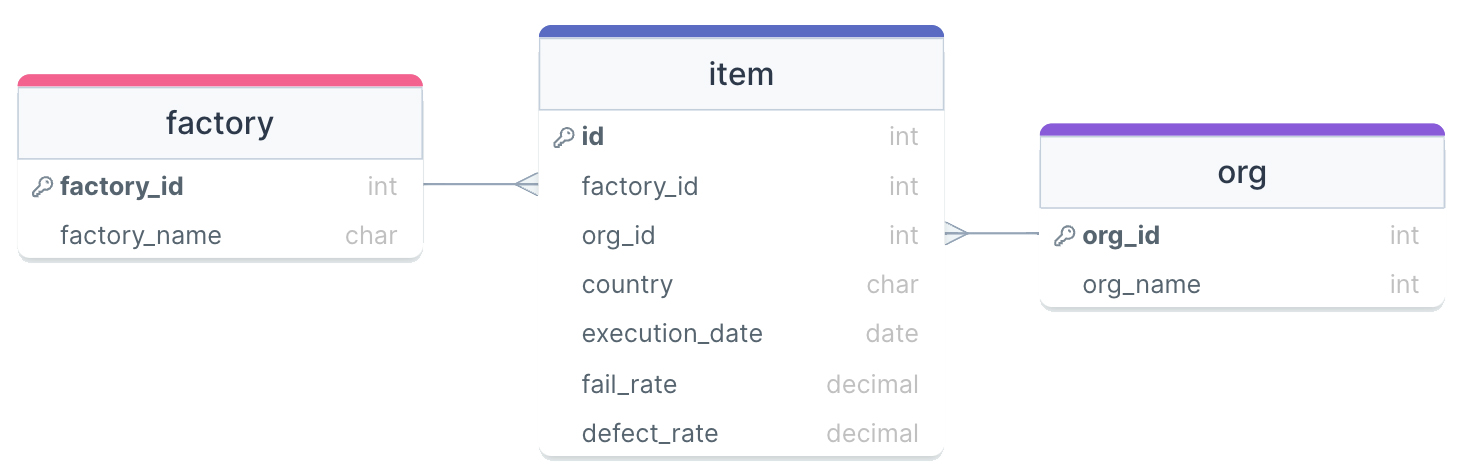 factory
factory_id int
factory_name char
item
id int
factory_id int
org_id int
country char
execution_date date
fail_rate decimal
defect_rate decimal
org
org_id int
org_name int